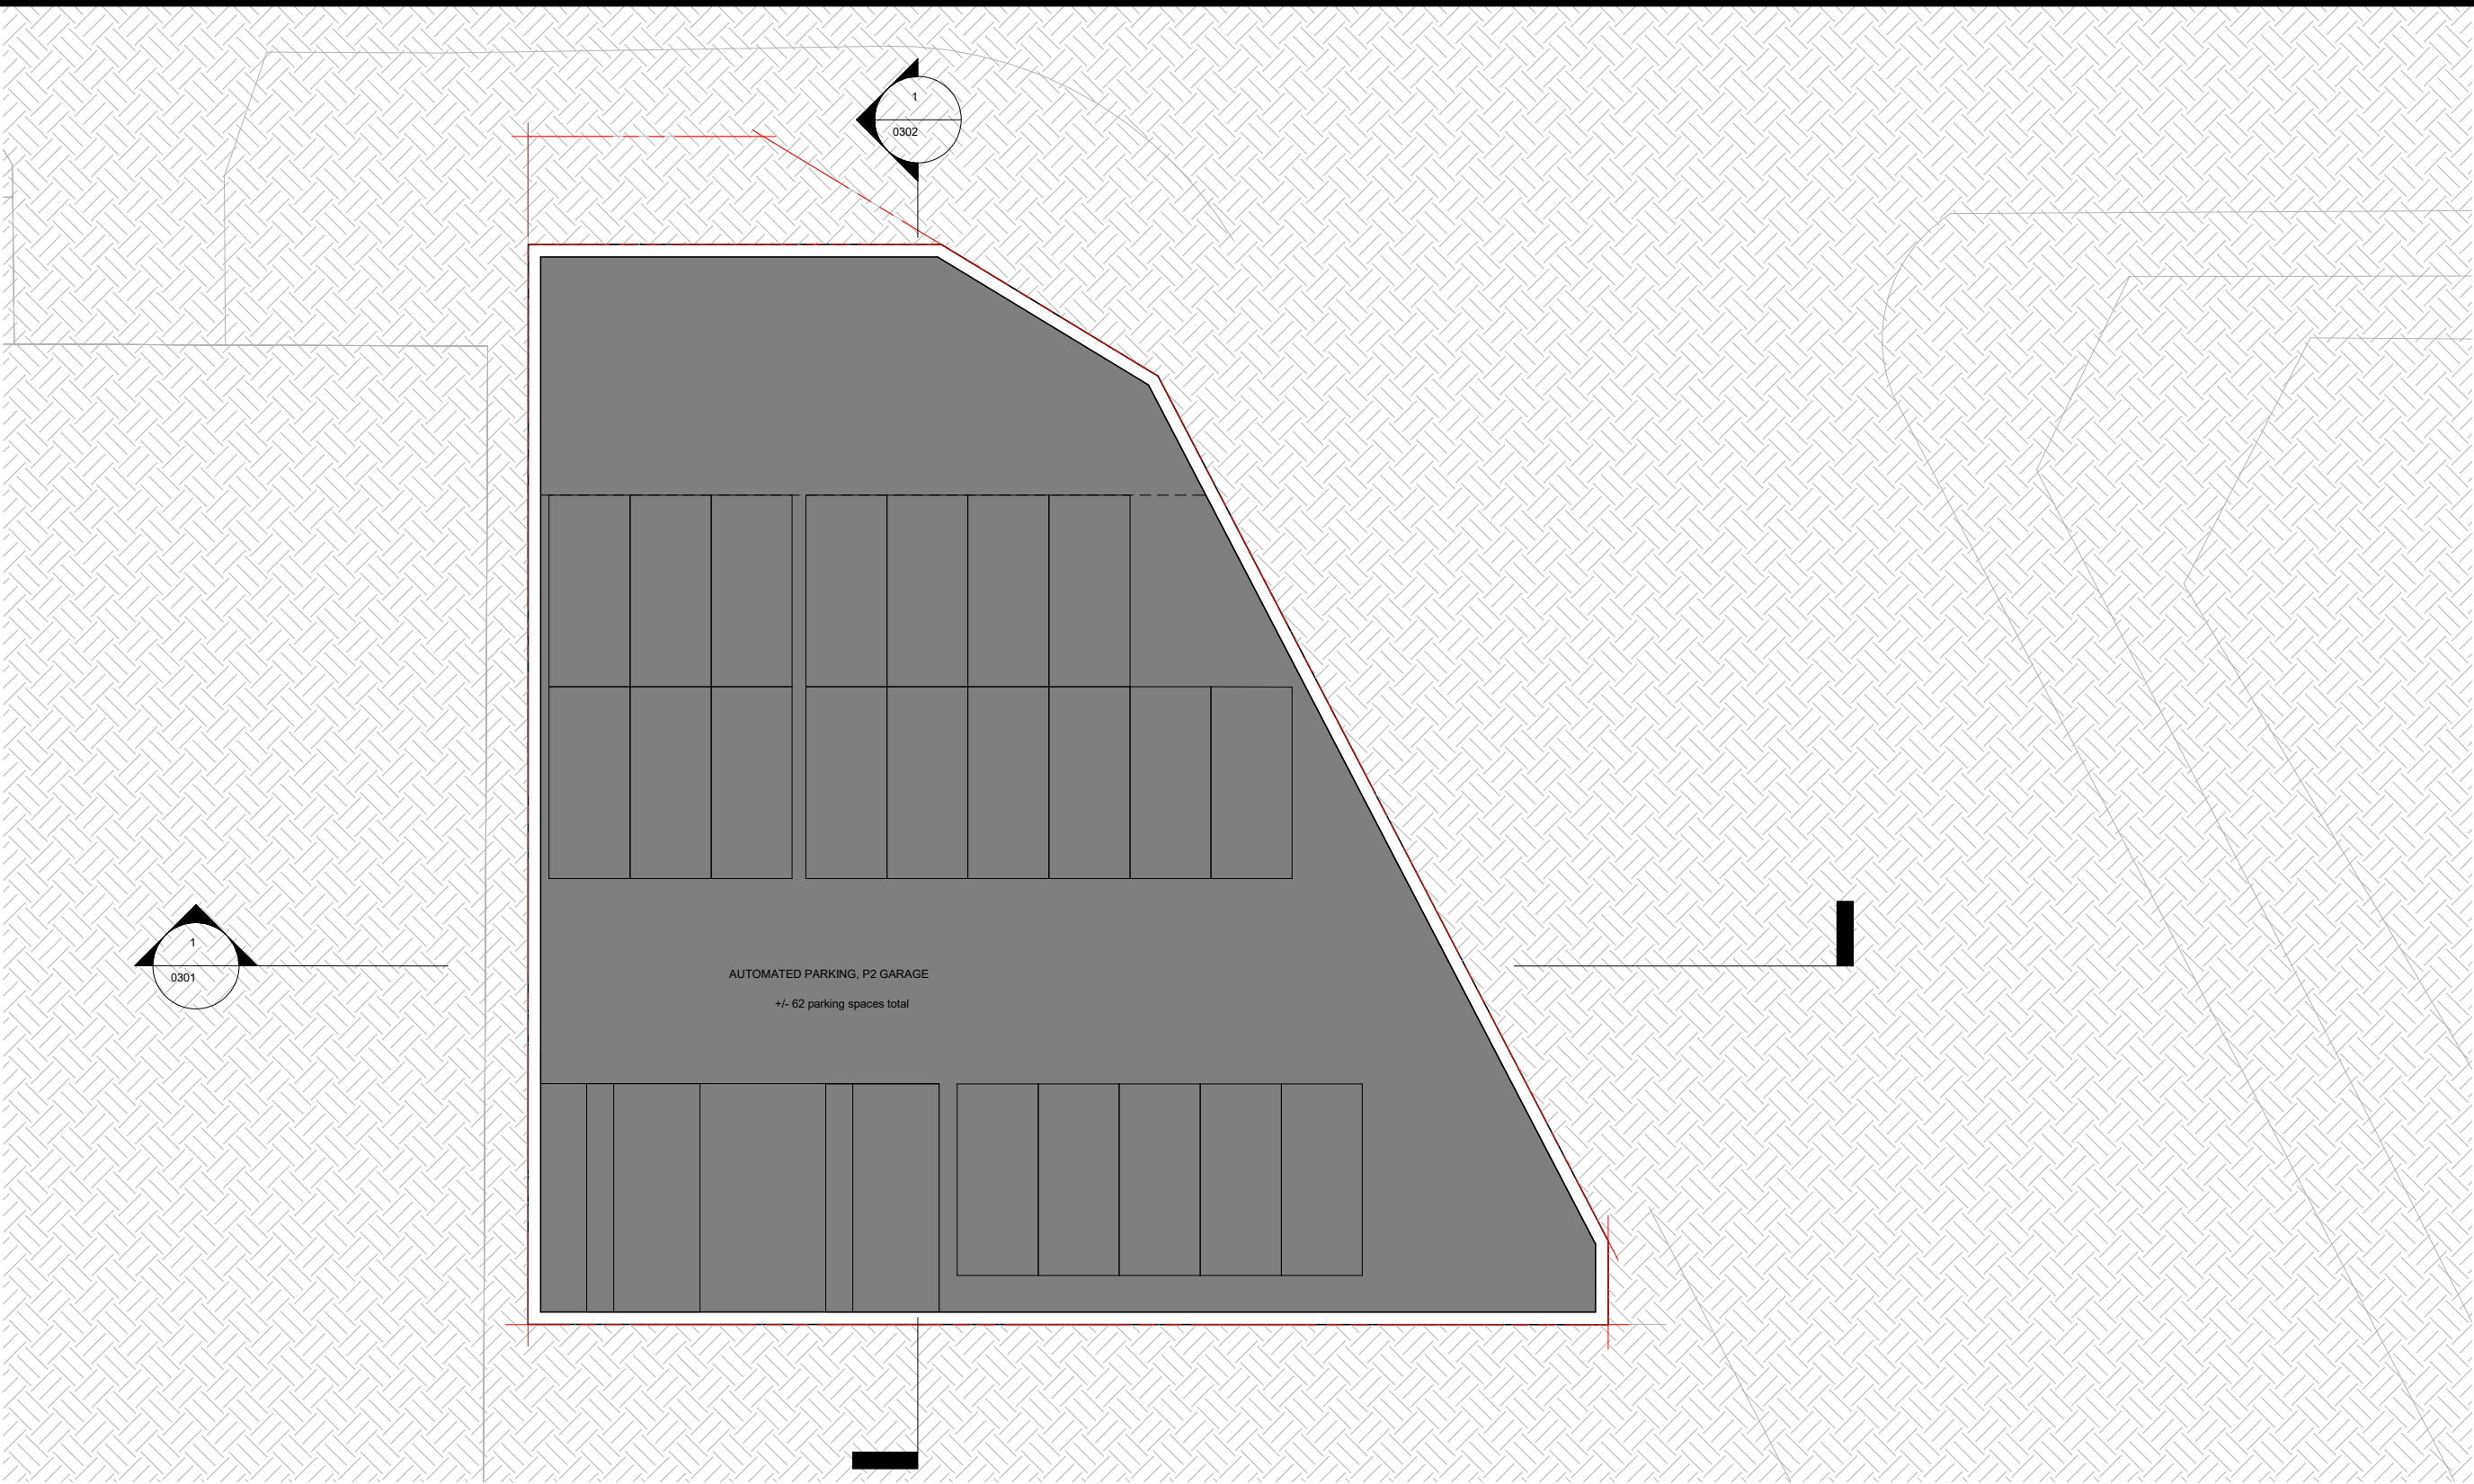 1
0302
1
0301
AUTOMATED PARKING, P2 GARAGE
+/- 62 parking spaces total